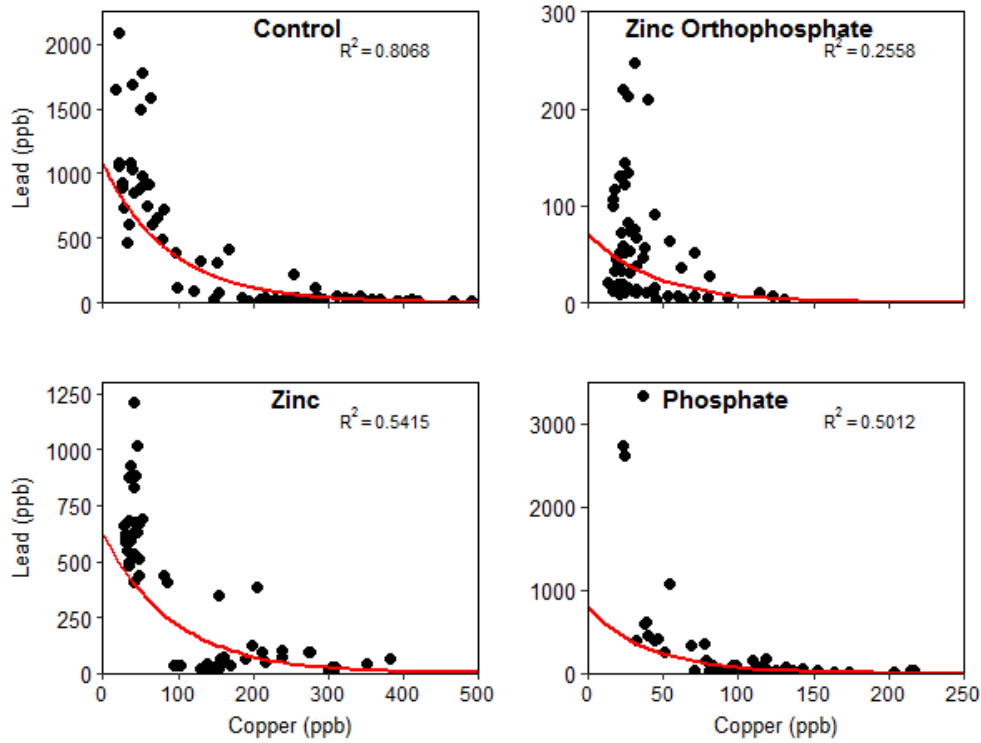 Control
R² = 0.8068
2000
1500
1000
500
0
Lead (ppb)
Zinc Orthophosphate
R² = 0.2558
300
200
100
0
Zinc
R² = 0.5415
1250
1000
750
500
250
0
Lead (ppb)
0 100 200 300 400 500
Copper (ppb)
Phosphate
R² = 0.5012
3000
2000
1000
0
0 50 100 150 200 250
Copper (ppb)